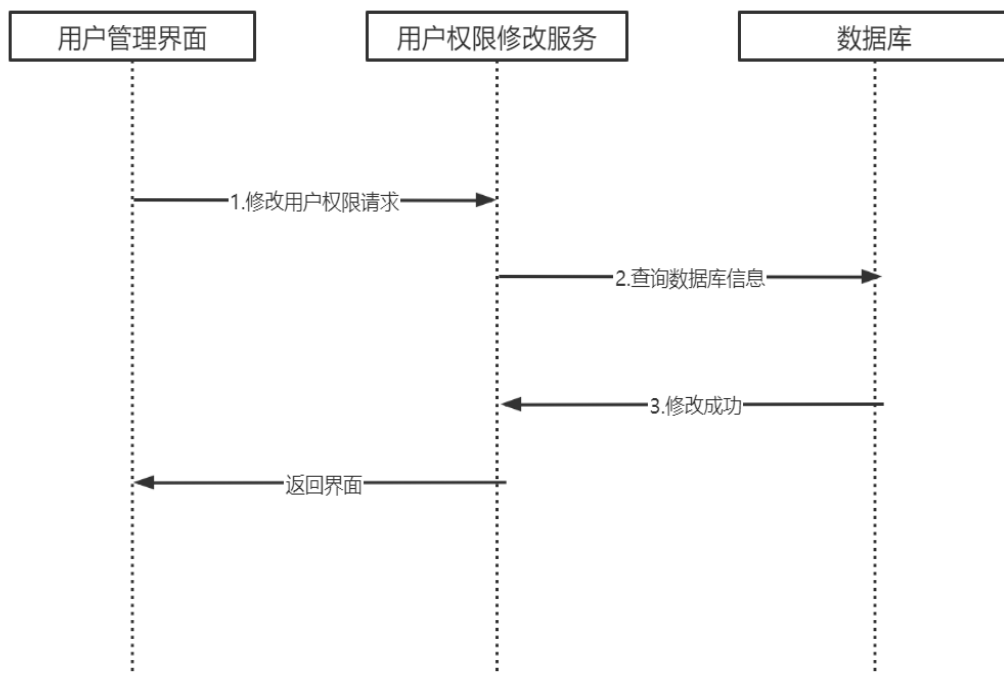 用户管理界面
用户权限修改服务
数据库
1.修改用户权限请求
2.查询数据库信息
3.修改成功
返回界面